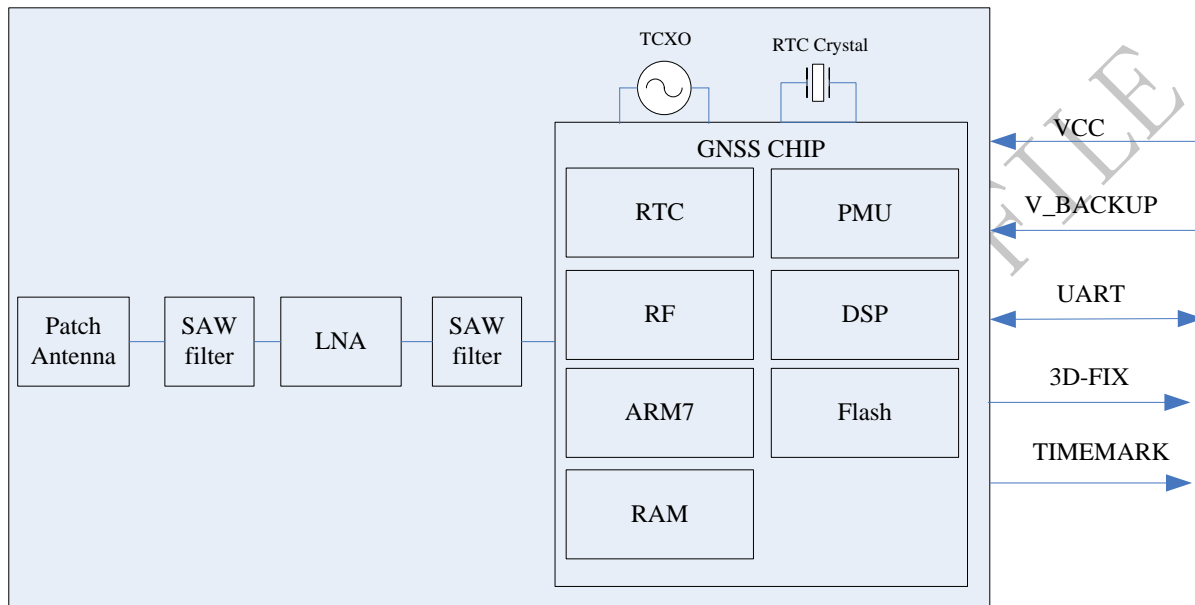 TCXO
RTC Crystal
GNSS CHIP
RTC
PMU
RF
DSP
ARM7
Flash
RAM
Patch
Antenna
SAW
filter
LNA
SAW
filter
VCC
V_BACKUP
UART
3D-FIX
TIMEMARK
FILE